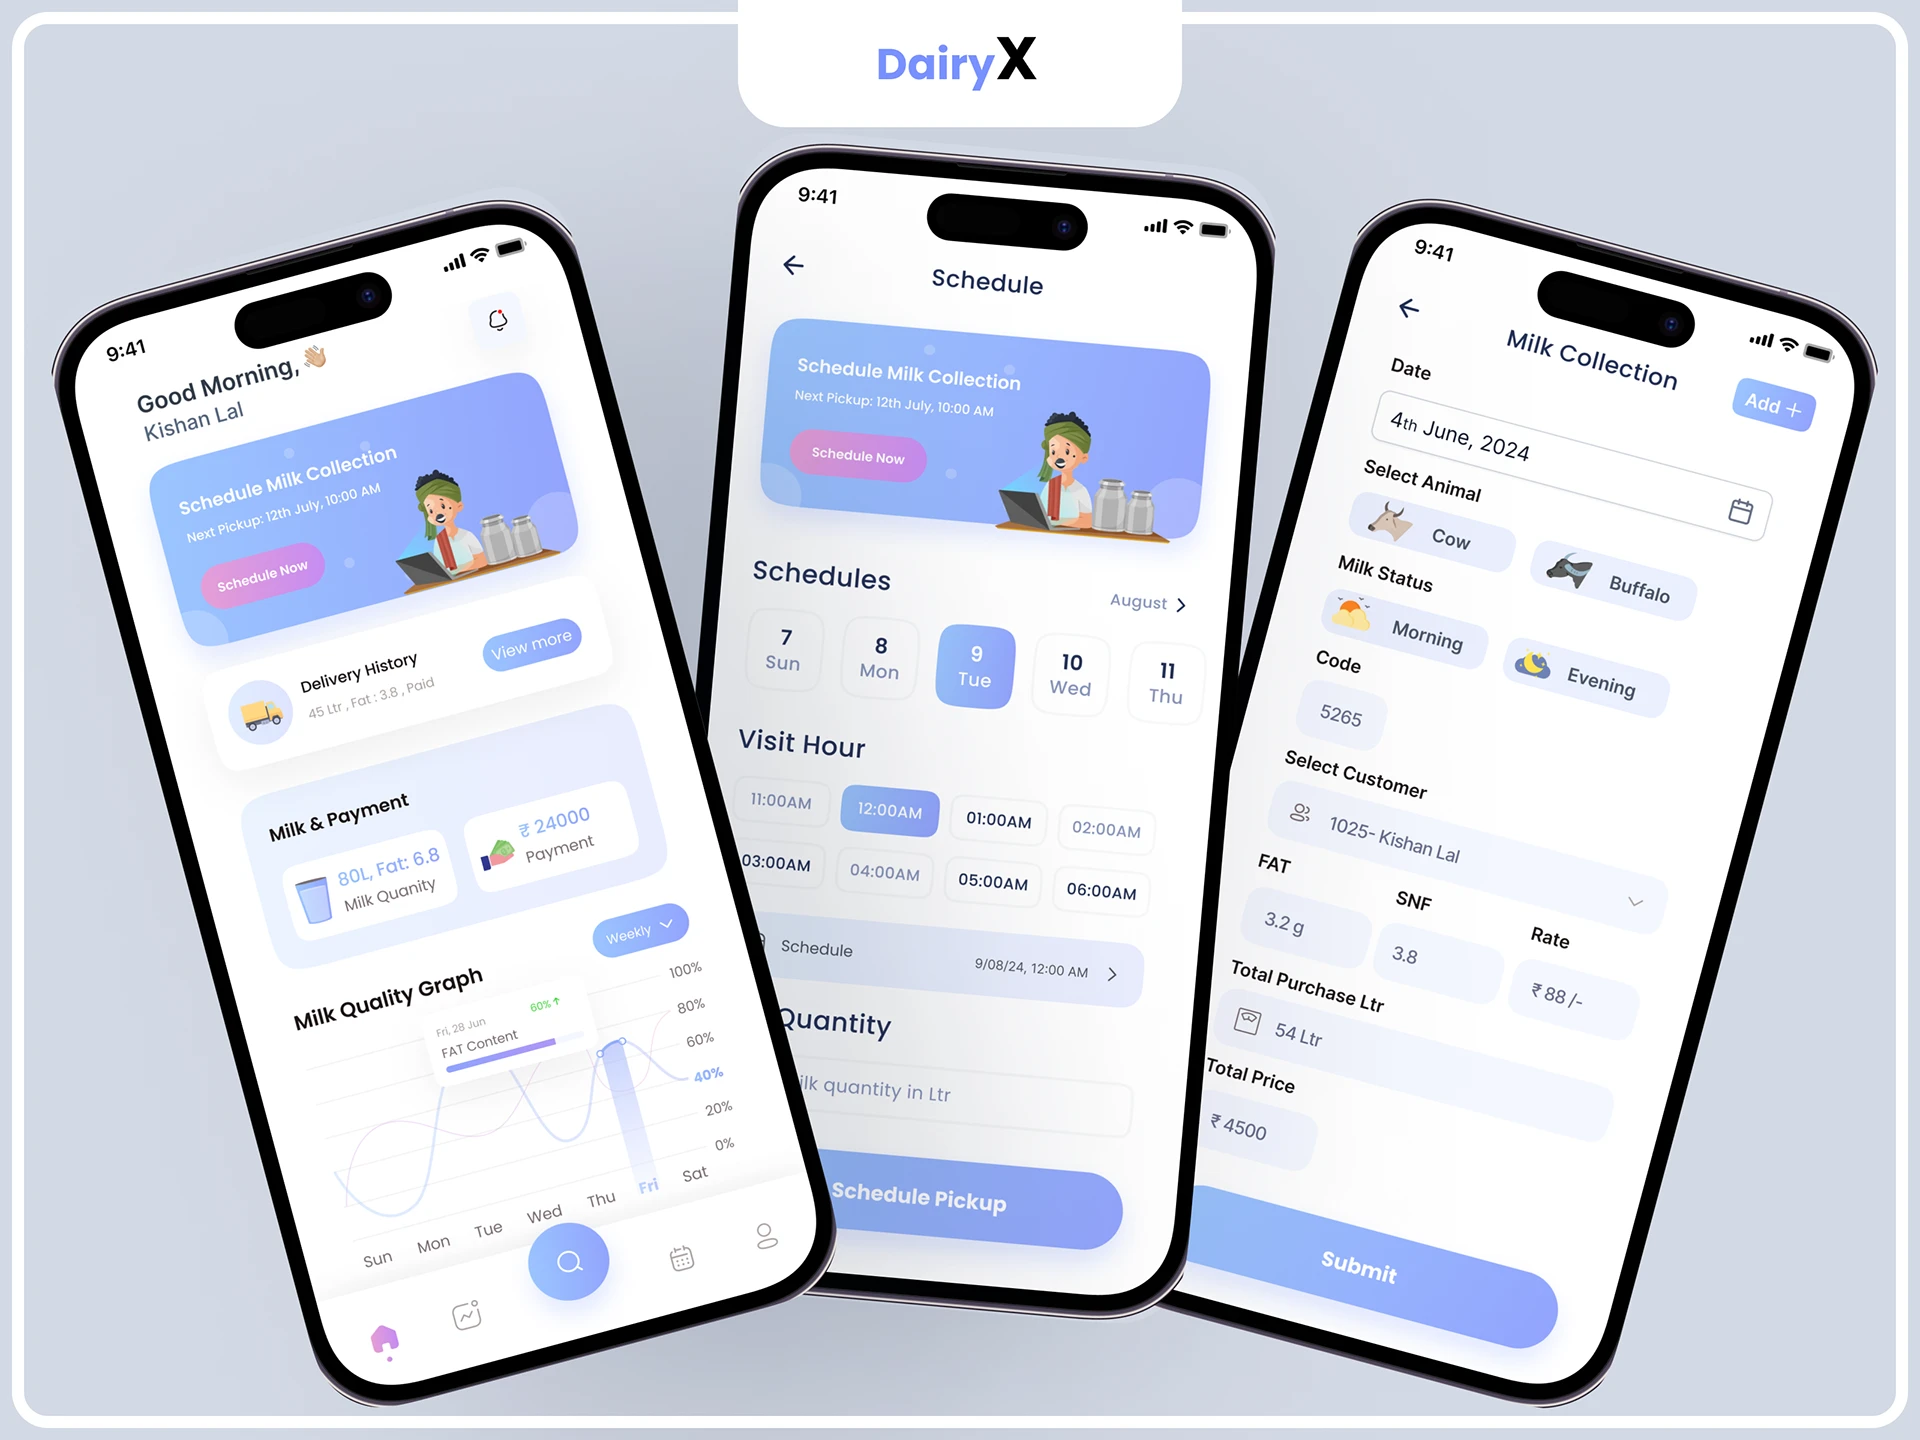 DairyX
9:41
Good Morning, 👋🏼
Kishan Lal
Schedule Milk Collection
Next Pickup: 12th July, 10:00 AM
Schedule Now
Delivery History
45 Ltr , Fat : 3.8 , Paid
View more
Milk & Payment
80L, Fat: 6.8
Milk Quanity
₹ 24000
Payment
Weekly
Milk Quality Graph
Fri, 28 Jun
60%↑
FAT Content
100%
80%
60%
40%
20%
0%
Sun Mon Tue Wed Thu Fri Sat
9:41
Schedule
Schedule Milk Collection
Next Pickup: 12th July, 10:00 AM
Schedule Now
Schedules
August
7 8 9 10 11
Sun Mon Tue Wed Thu
Visit Hour
11:00AM 12:00AM 01:00AM 02:00AM
03:00AM 04:00AM 05:00AM 06:00AM
Schedule 9/08/24, 12:00 AM
Quantity
ilk quantity in Ltr
Schedule Pickup
9:41
Milk Collection
Add +
Date
4th June, 2024
Select Animal
Cow Buffalo
Milk Status
Morning Evening
Code
5265
Select Customer
1025- Kishan Lal
FAT SNF Rate
3.2 g 3.8 ₹ 88 /-
Total Purchase Ltr
54 Ltr
Total Price
₹ 4500
Submit